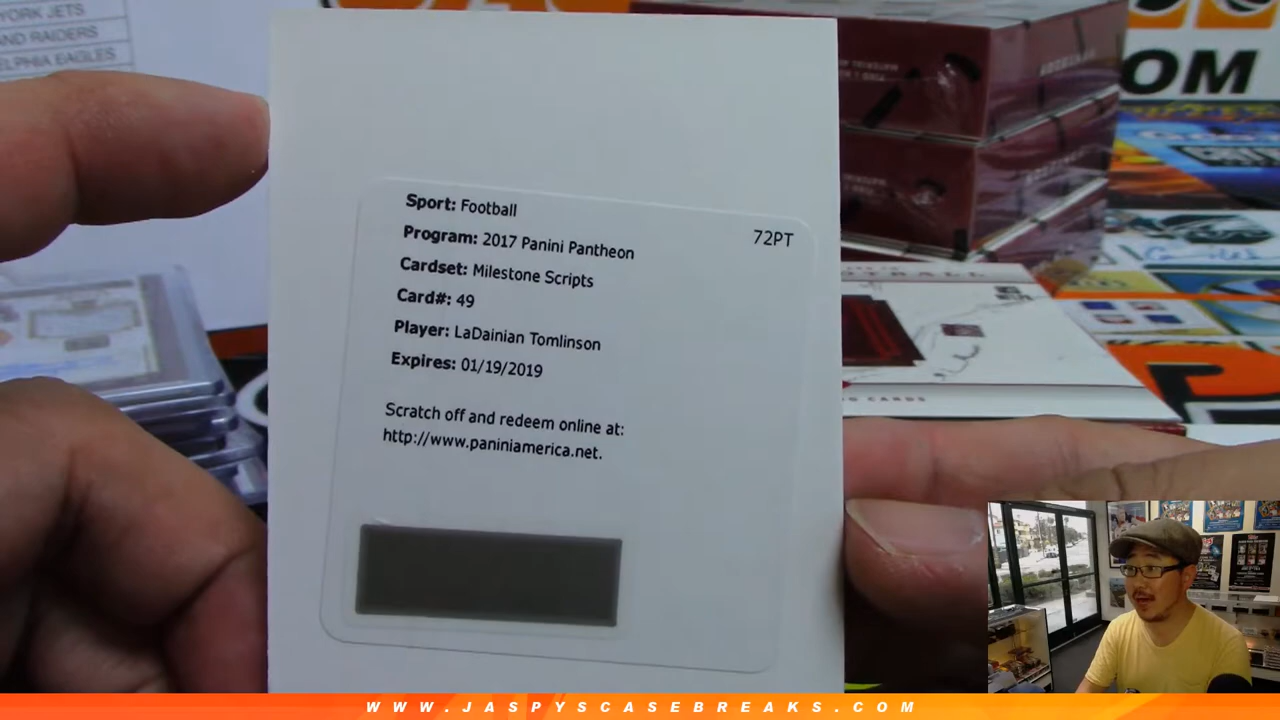 YORK JETS
AND RAIDERS
ELPHIA EAGLES
OM
Sport: Football
72PT
Program: 2017 Panini Pantheon
Cardset: Milestone Scripts
Card#: 49
Player: LaDainian Tomlinson
Expires: 01/19/2019
Scratch off and redeem online at:
http://www.paniniamerica.net.
CARDS
WWW.JASPYSCASEBREAKS.COM